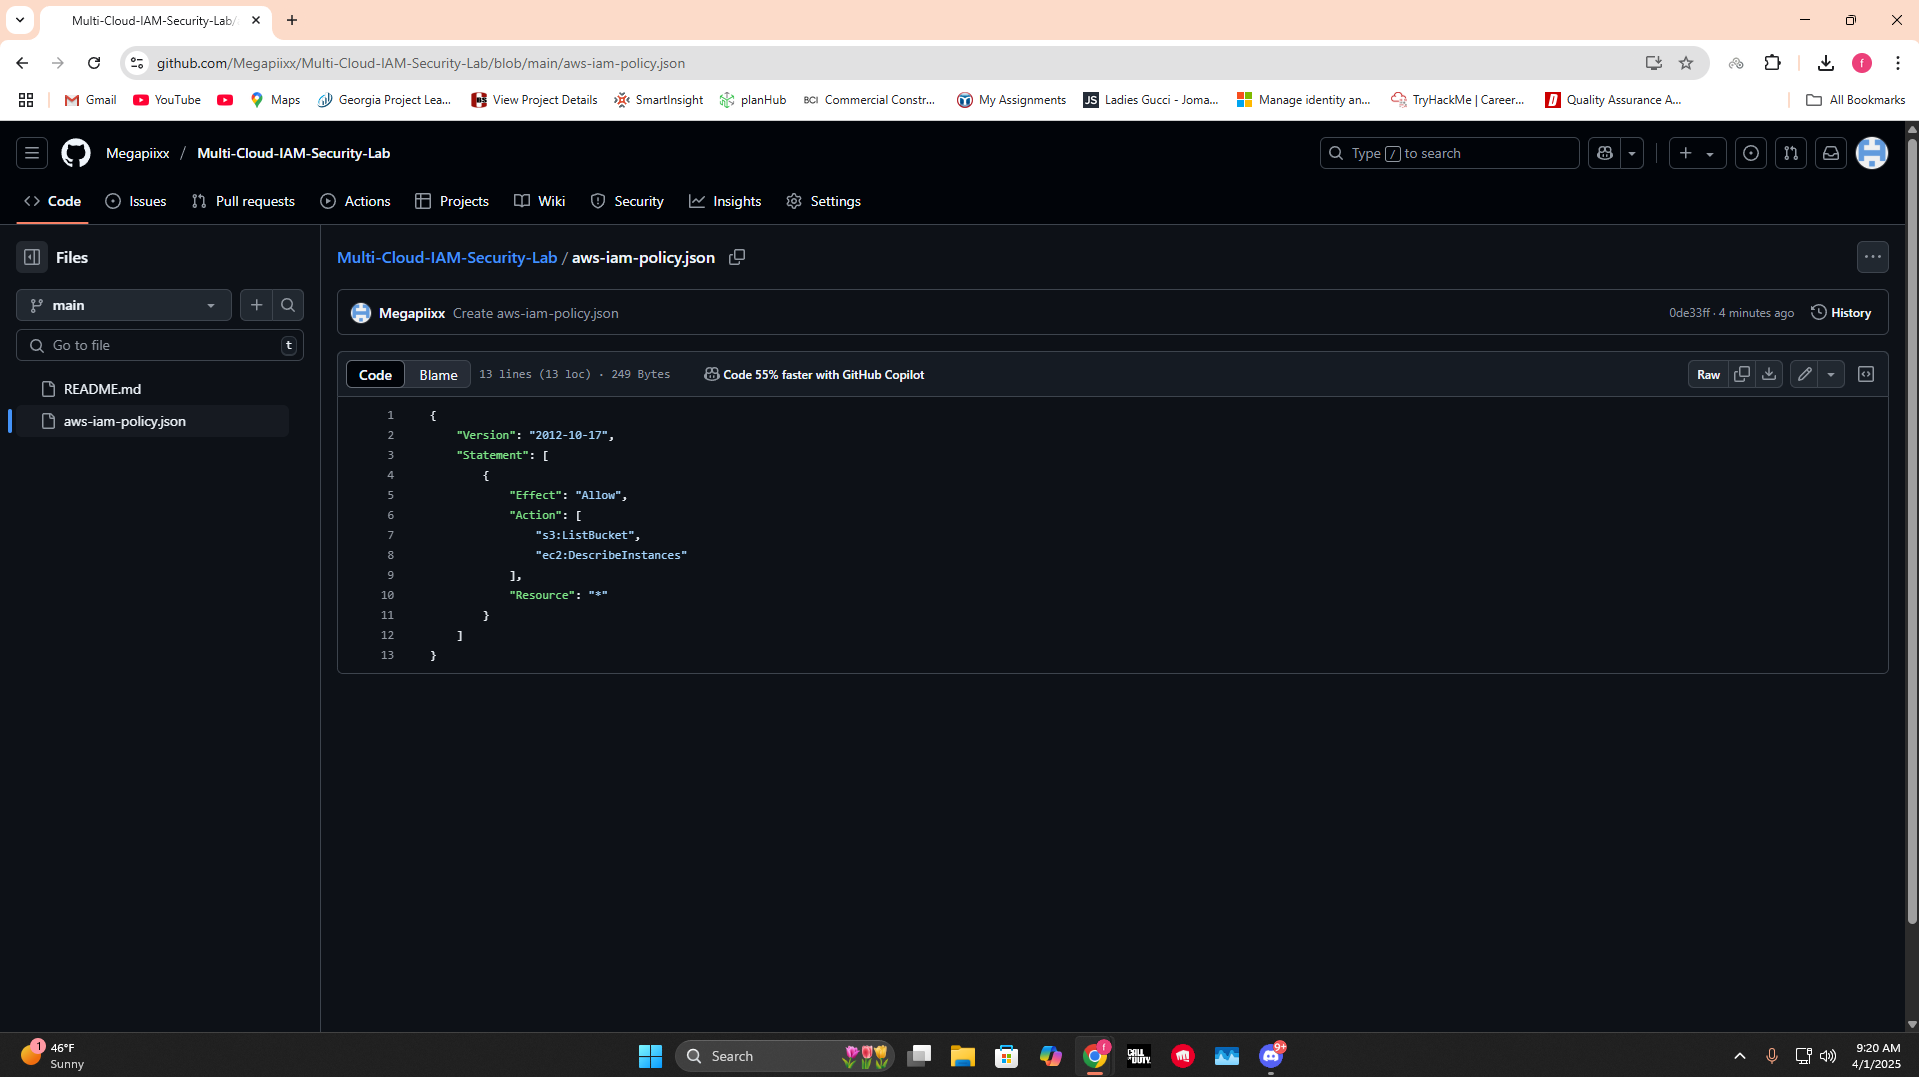 Multi-Cloud-IAM-Security-Lab/
github.com/Megapiixx/Multi-Cloud-IAM-Security-Lab/blob/main/aws-iam-policy.json
f
Gmail
YouTube
Maps
Georgia Project Lea...
View Project Details
SmartInsight
planHub
BCI Commercial Constr...
My Assignments
JS Ladies Gucci - Joma...
Manage identity an...
TryHackMe | Career...
Quality Assurance A...
All Bookmarks
Megapiixx / Multi-Cloud-IAM-Security-Lab
Type / to search
Code
Issues
Pull requests
Actions
Projects
Wiki
Security
Insights
Settings
Files
main
Go to file
t
README.md
aws-iam-policy.json
Multi-Cloud-IAM-Security-Lab / aws-iam-policy.json
Megapiixx Create aws-iam-policy.json
0de33ff · 4 minutes ago
History
Code
Blame
13 lines (13 loc) · 249 Bytes
Code 55% faster with GitHub Copilot
Raw
1 {
2 "Version": "2012-10-17",
3 "Statement": [
4 {
5 "Effect": "Allow",
6 "Action": [
7 "s3:ListBucket",
8 "ec2:DescribeInstances"
9 ],
10 "Resource": "*"
11 }
12 ]
13 }
1
46°F
Sunny
Search
f
CALL OF DUTY
9+
9:20 AM
4/1/2025